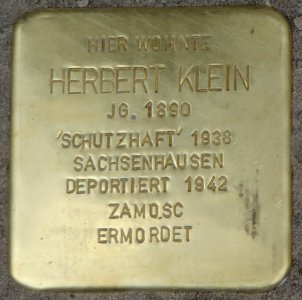 HIER WOHNTE
HERBERT KLEIN
JG. 1890
'SCHUTZHAFT' 1938
SACHSENHAUSEN
DEPORTIERT 1942
ZAMOSC
ERMORDET